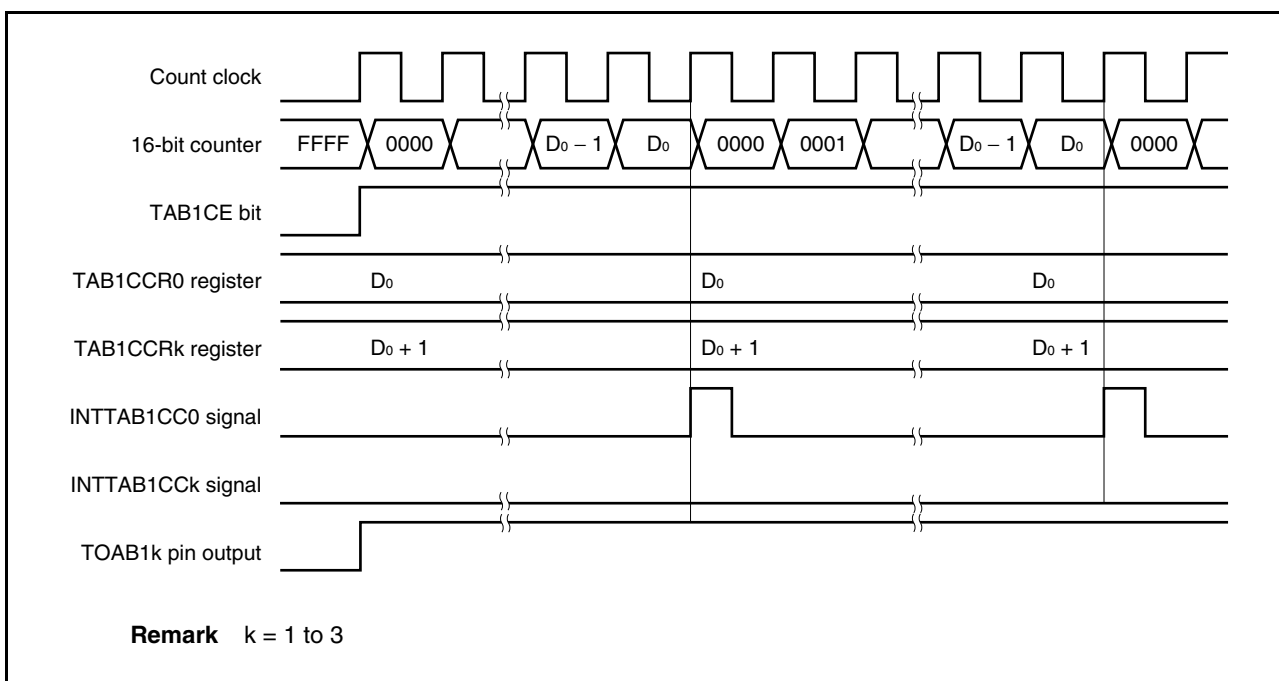 Count clock
16-bit counter FFFF 0000 D₀ − 1 D₀ 0000 0001 D₀ − 1 D₀ 0000
TAB1CE bit
TAB1CCR0 register D₀ D₀ D₀
TAB1CCRk register D₀ + 1 D₀ + 1 D₀ + 1
INTTAB1CC0 signal
INTTAB1CCk signal
TOAB1k pin output
Remark k = 1 to 3